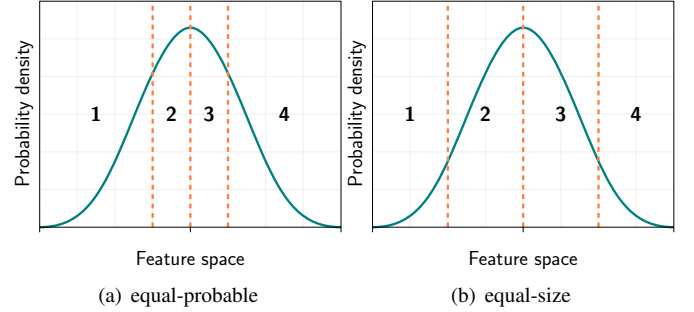 Probability density
1 2 3 4
Feature space
(a) equal-probable
Probability density
1 2 3 4
Feature space
(b) equal-size